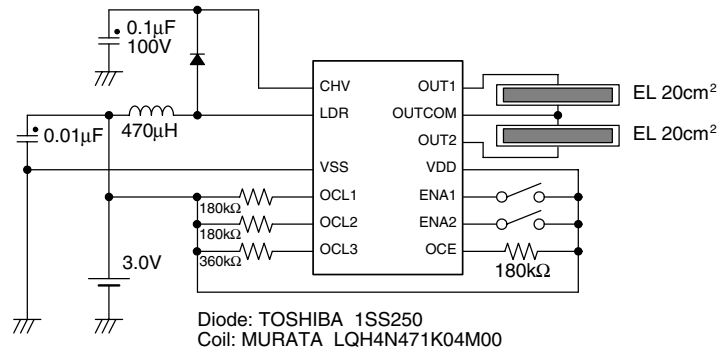 0.1μF
100V
CHV
OUT1
EL 20cm²
LDR
OUTCOM
470μH
0.01μF
OUT2
EL 20cm²
VSS
VDD
OCL1
ENA1
180kΩ
OCL2
ENA2
180kΩ
OCL3
OCE
360kΩ
180kΩ
3.0V
Diode: TOSHIBA 1SS250
Coil: MURATA LQH4N471K04M00